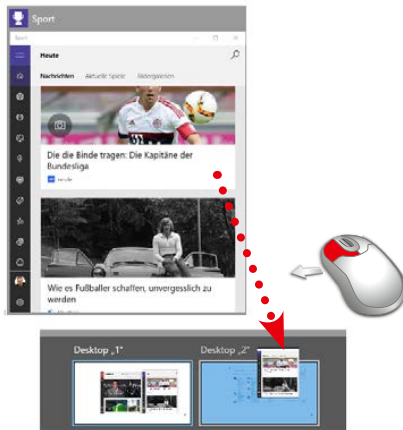 Sport
Sport
Heute
Nachrichten Aktuelle Spiele Bildergalerien
Die die Binde tragen: Die Kapitäne der
Bundesliga
Wie es Fußballer schaffen, unvergesslich zu
werden
Desktop „1“ Desktop „2“